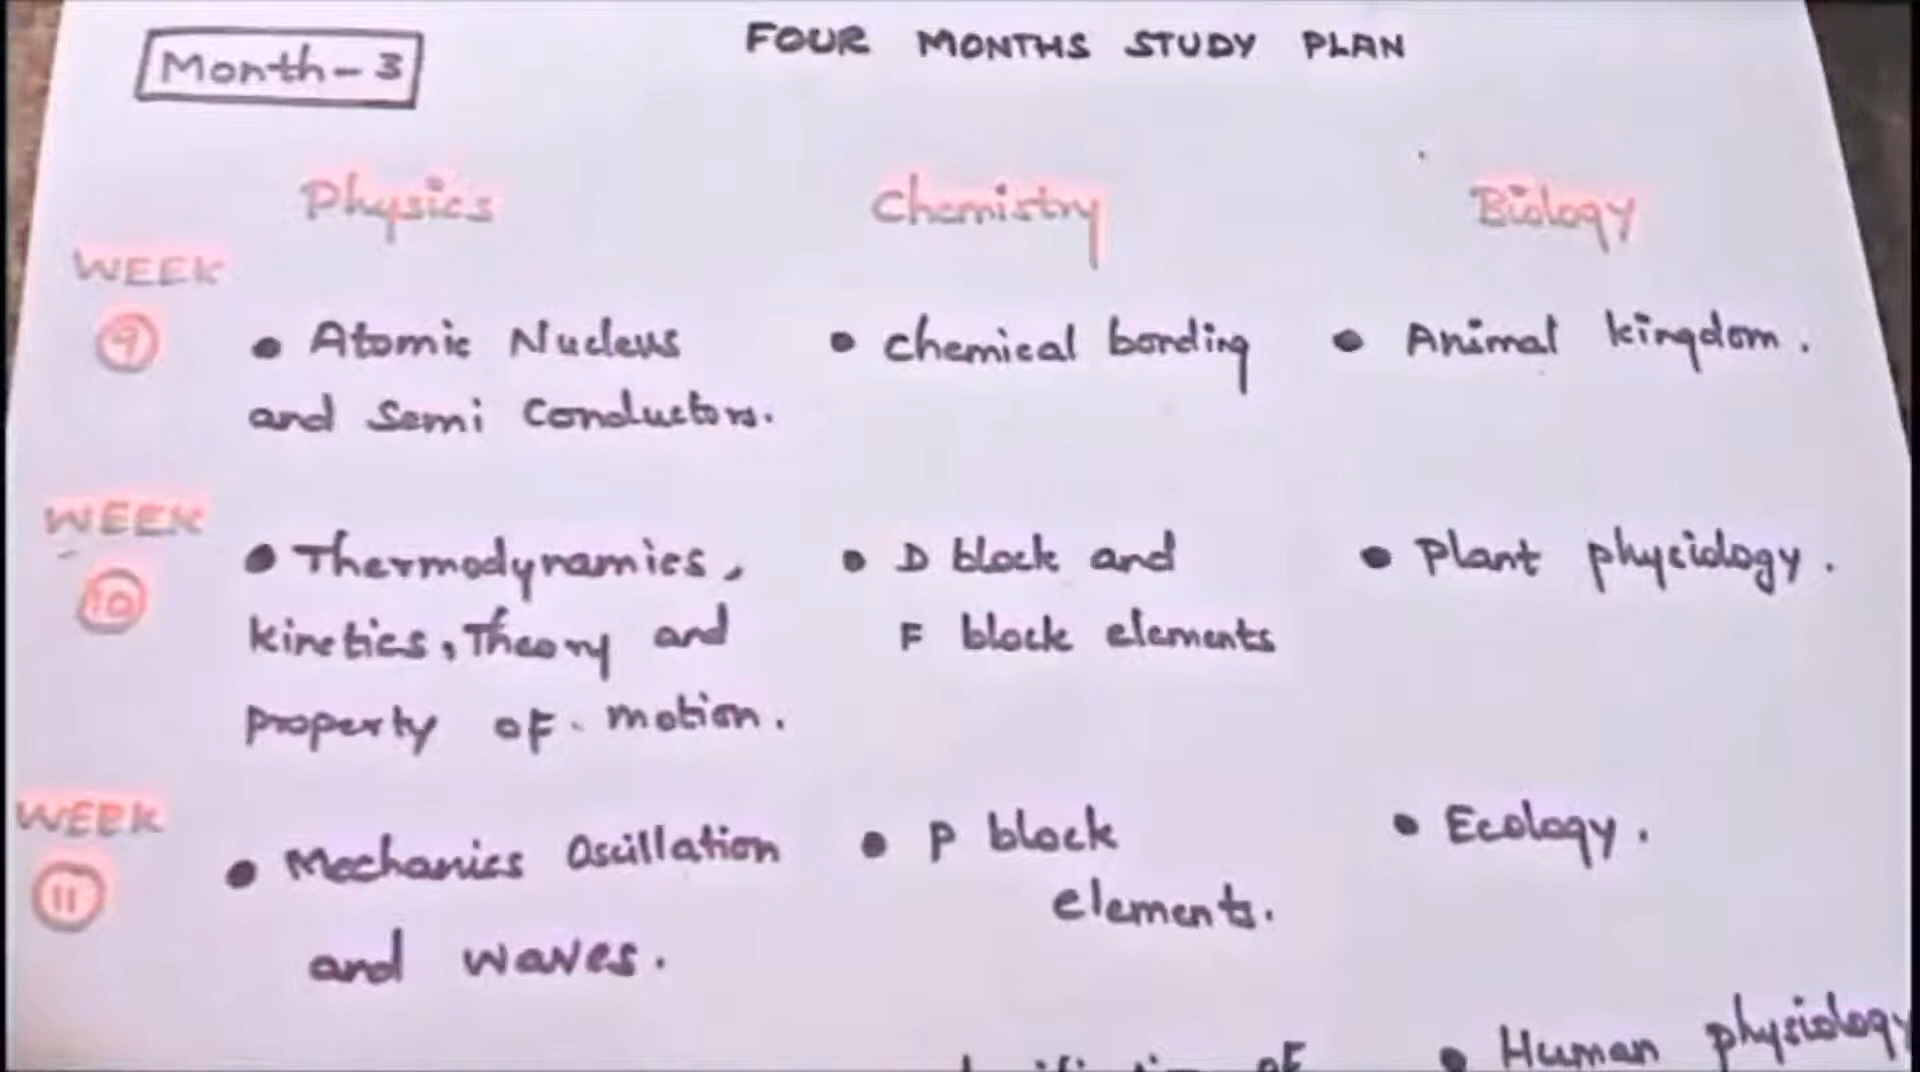 Month-3
FOUR MONTHS STUDY PLAN
Physics Chemistry Biology
WEEK
9
• Atomic Nucleus • chemical bonding • Animal kingdom.
and Semi Conductors.
WEEK
10
• Thermodynamics, • D block and • Plant physiology.
kinetics, Theory and F block elements
property of. motion.
WEEK
11
• Mechanics Oscillation • P block • Ecology.
and waves. elements.
of • Human physiology